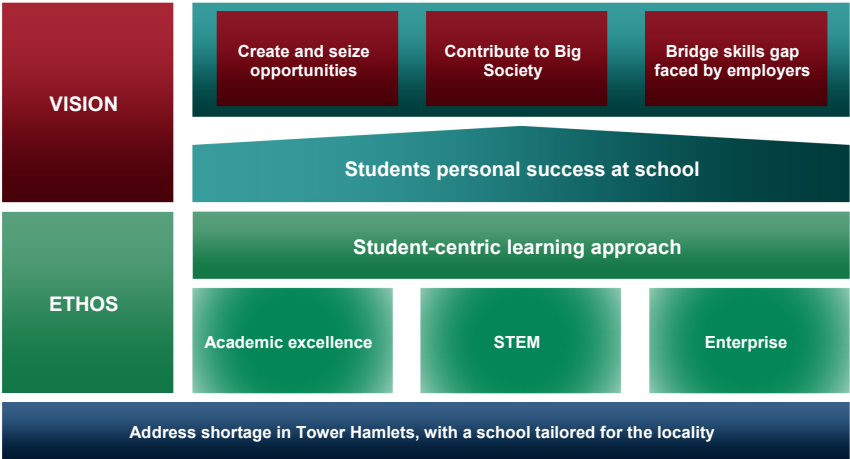 VISION
Create and seize
opportunities
Contribute to Big
Society
Bridge skills gap
faced by employers
Students personal success at school
ETHOS
Student-centric learning approach
Academic excellence
STEM
Enterprise
Address shortage in Tower Hamlets, with a school tailored for the locality